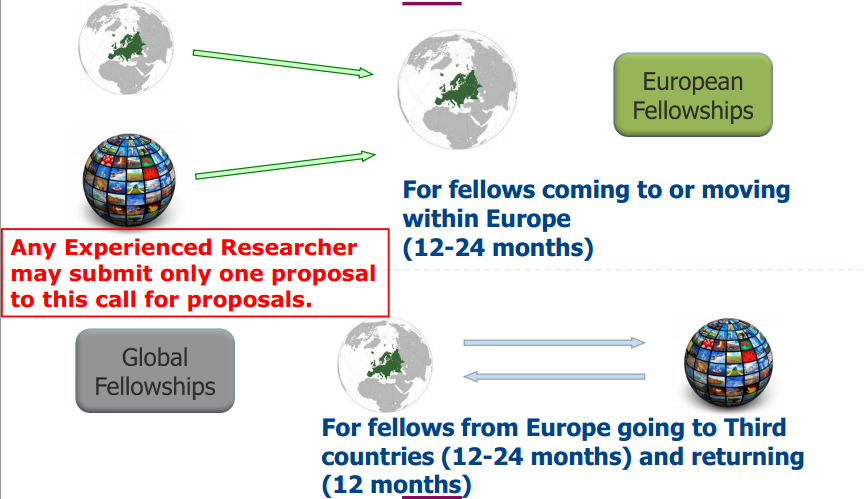 European
Fellowships
For fellows coming to or moving
within Europe
(12-24 months)
Any Experienced Researcher
may submit only one proposal
to this call for proposals.
Global
Fellowships
For fellows from Europe going to Third
countries (12-24 months) and returning
(12 months)